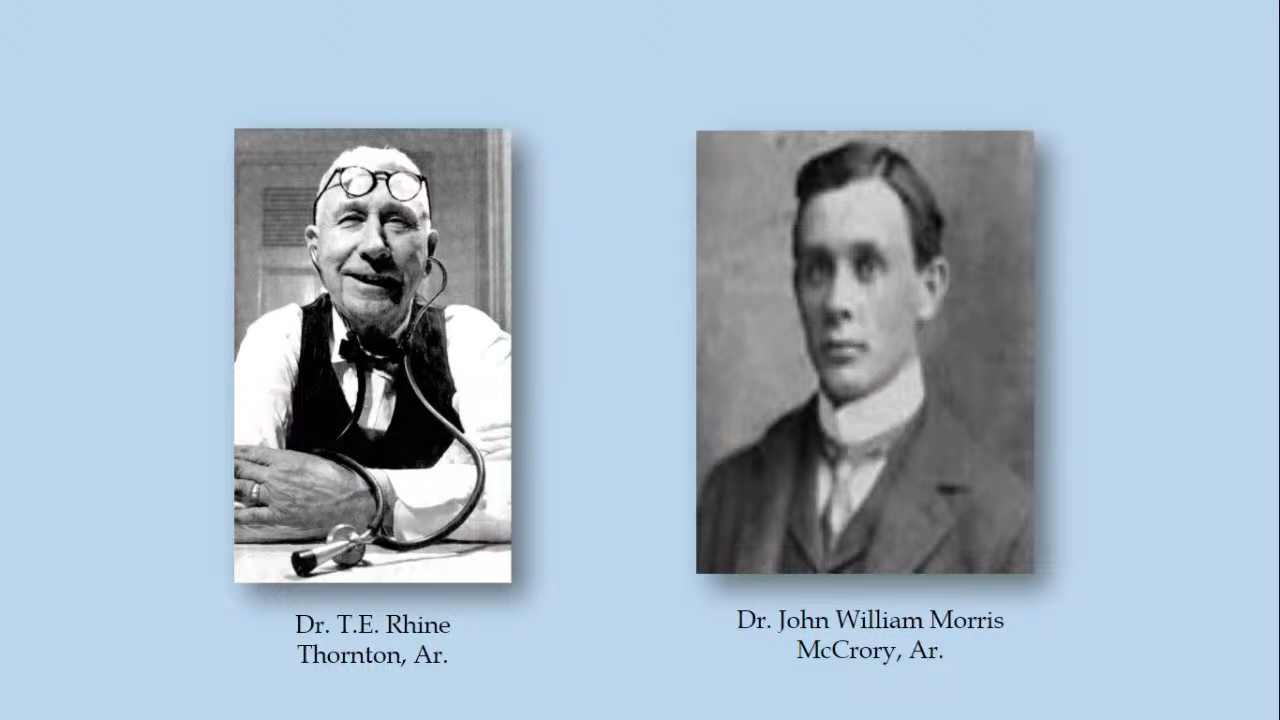 Dr. T.E. Rhine
Thornton, Ar.
Dr. John William Morris
McCrory, Ar.